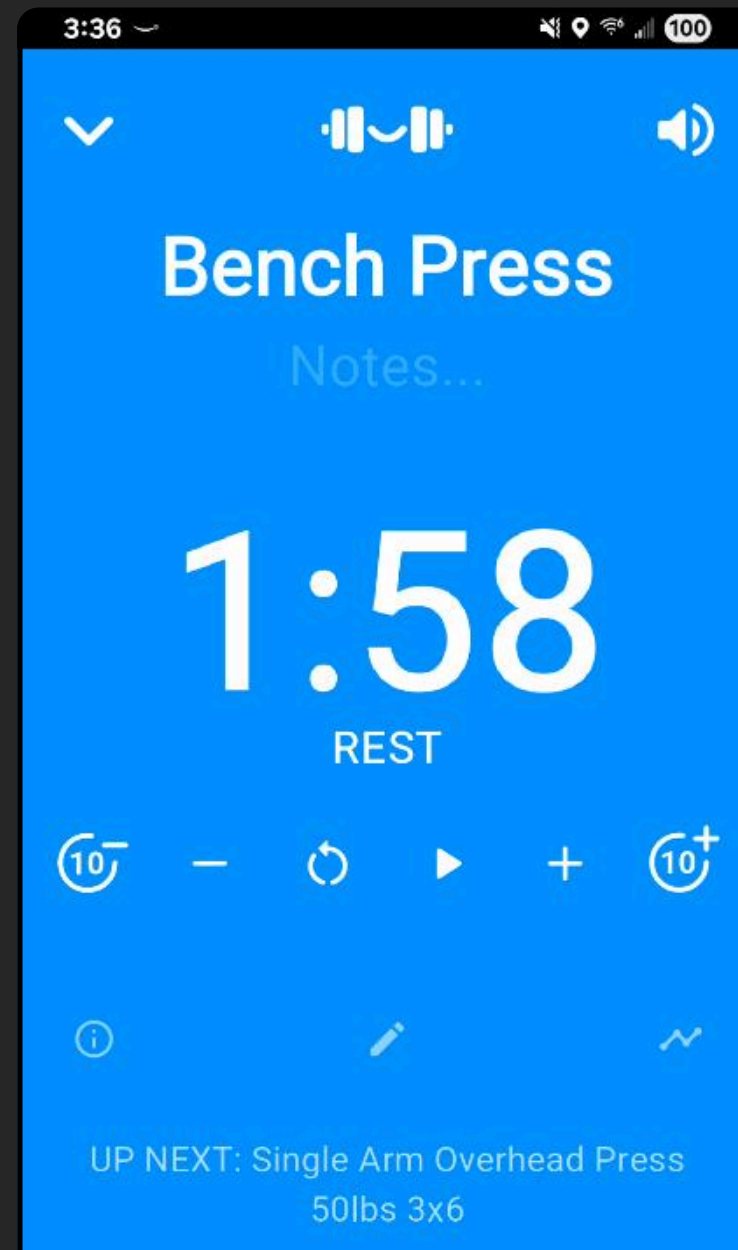 3:36
100
Bench Press
Notes...
1:58
REST
10
10
UP NEXT: Single Arm Overhead Press
50lbs 3x6